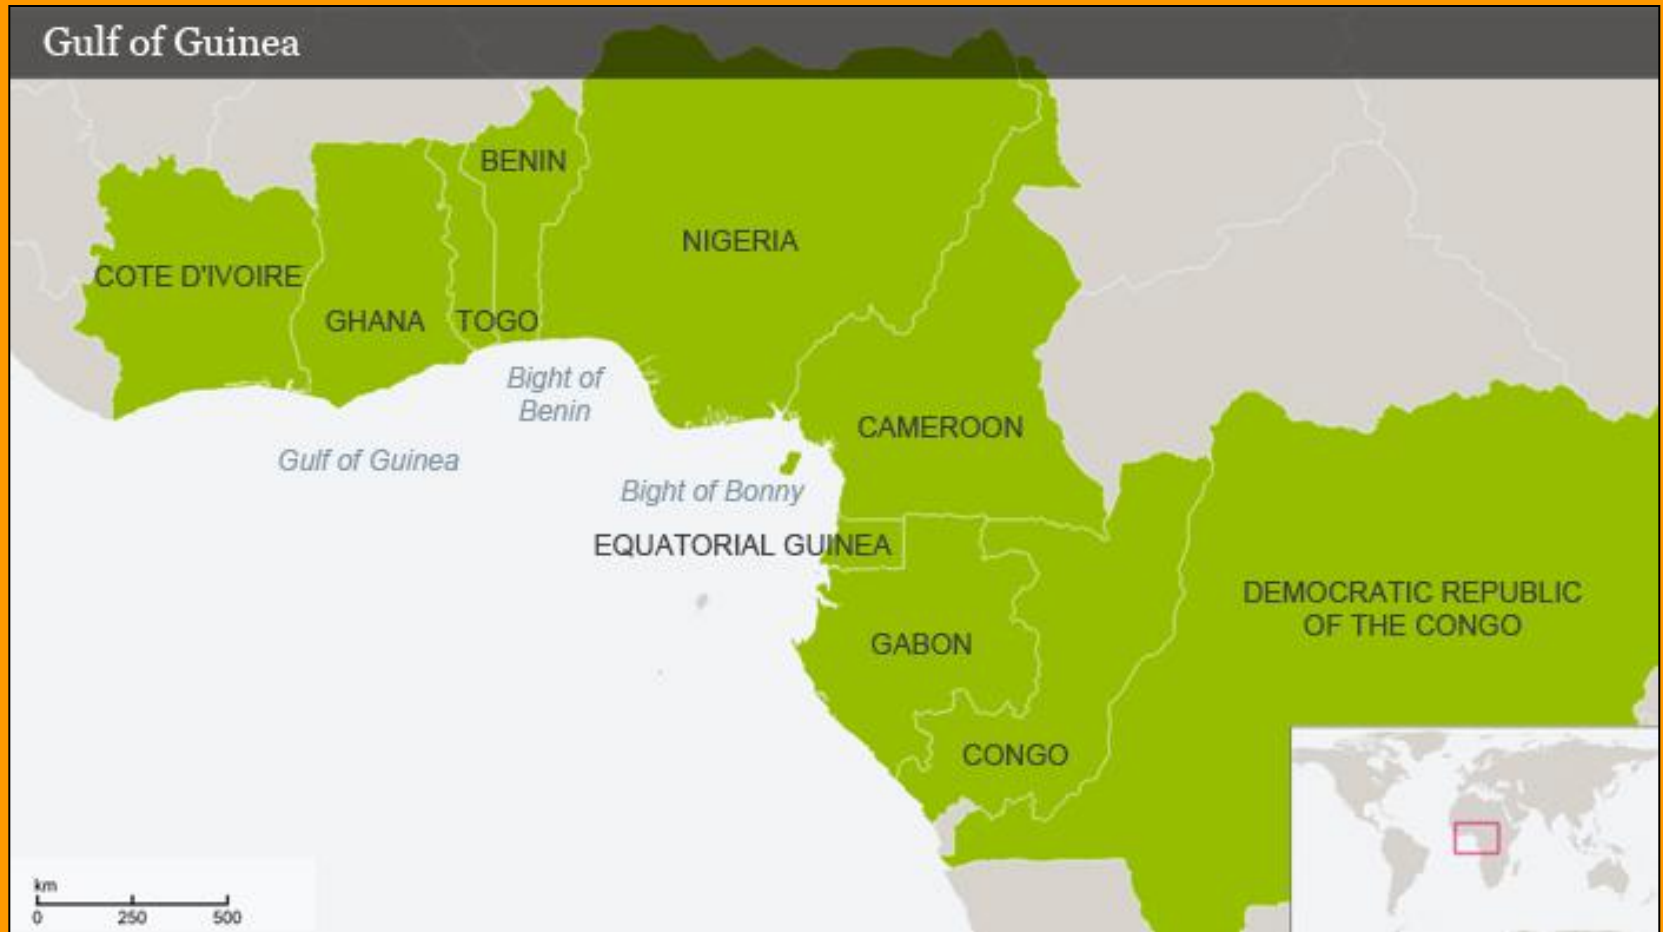 Gulf of Guinea
BENIN
NIGERIA
COTE D'IVOIRE
GHANA
TOGO
Bight of
Benin
CAMEROON
Gulf of Guinea
Bight of Bonny
EQUATORIAL GUINEA
DEMOCRATIC REPUBLIC
OF THE CONGO
GABON
CONGO
km
0 250 500